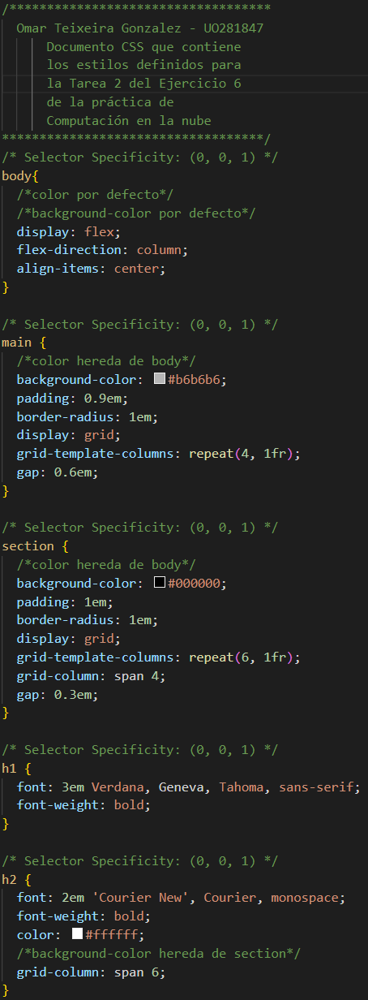 /***********************************
Omar Teixeira Gonzalez - UO281847
Documento CSS que contiene
los estilos definidos para
la Tarea 2 del Ejercicio 6
de la práctica de
Computación en la nube
***********************************/
/* Selector Specificity: (0, 0, 1) */
body{
/*color por defecto*/
/*background-color por defecto*/
display: flex;
flex-direction: column;
align-items: center;
}
/* Selector Specificity: (0, 0, 1) */
main {
/*color hereda de body*/
background-color: #b6b6b6;
padding: 0.9em;
border-radius: 1em;
display: grid;
grid-template-columns: repeat(4, 1fr);
gap: 0.6em;
}
/* Selector Specificity: (0, 0, 1) */
section {
/*color hereda de body*/
background-color: #000000;
padding: 1em;
border-radius: 1em;
display: grid;
grid-template-columns: repeat(6, 1fr);
grid-column: span 4;
gap: 0.3em;
}
/* Selector Specificity: (0, 0, 1) */
h1 {
font: 3em Verdana, Geneva, Tahoma, sans-serif;
font-weight: bold;
}
/* Selector Specificity: (0, 0, 1) */
h2 {
font: 2em 'Courier New', Courier, monospace;
font-weight: bold;
color: #ffffff;
/*background-color hereda de section*/
grid-column: span 6;
}